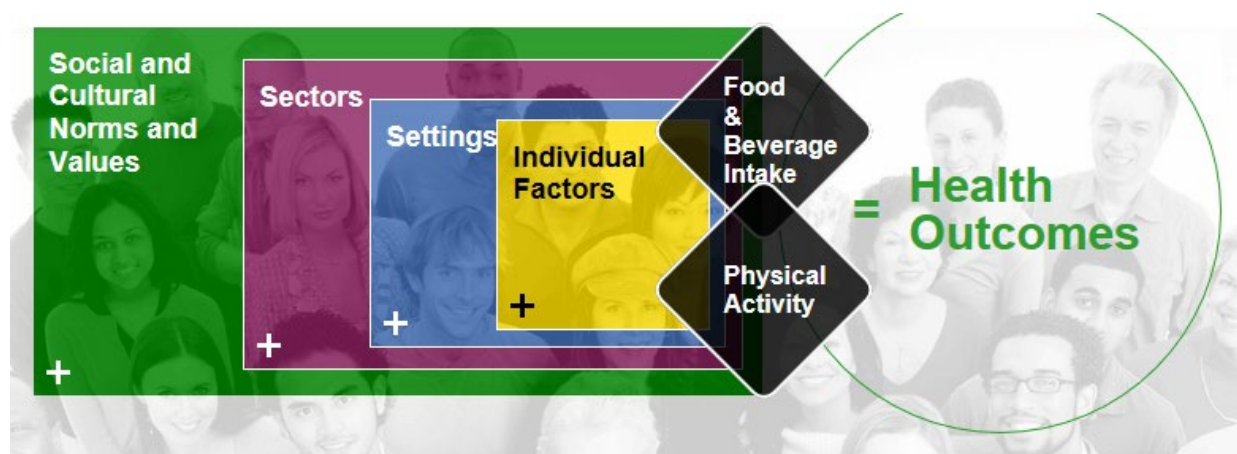 Social and
Cultural
Norms and
Values
+
Sectors
+
Settings
+
Individual
Factors
+
Food
&
Beverage
Intake
Physical
Activity
=
Health
Outcomes